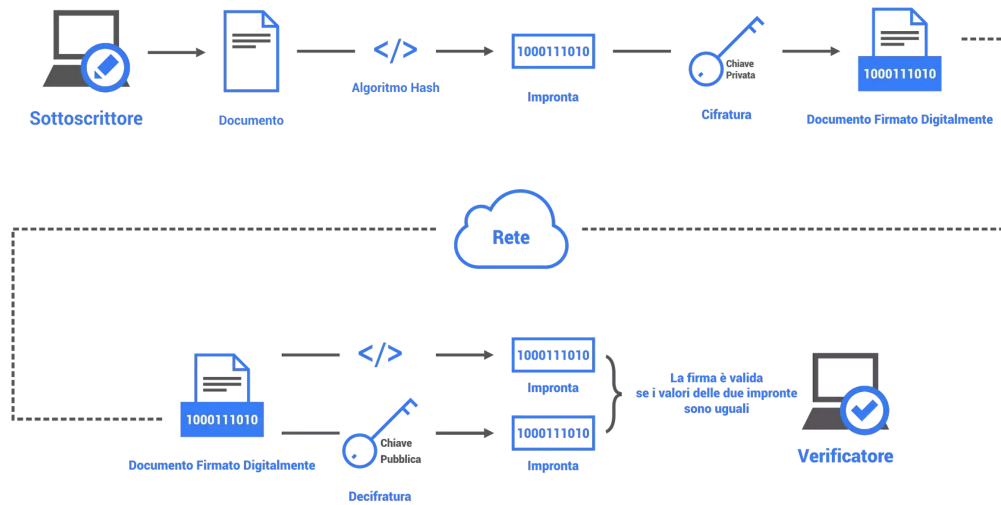 Sottoscrittore
Documento
</>
Algoritmo Hash
1000111010
Impronta
Chiave
Privata
Cifratura
1000111010
Documento Firmato Digitalmente
Rete
1000111010
Documento Firmato Digitalmente
</>
1000111010
Impronta
Chiave
Pubblica
Decifratura
1000111010
Impronta
La firma è valida
se i valori delle due impronte
sono uguali
Verificatore